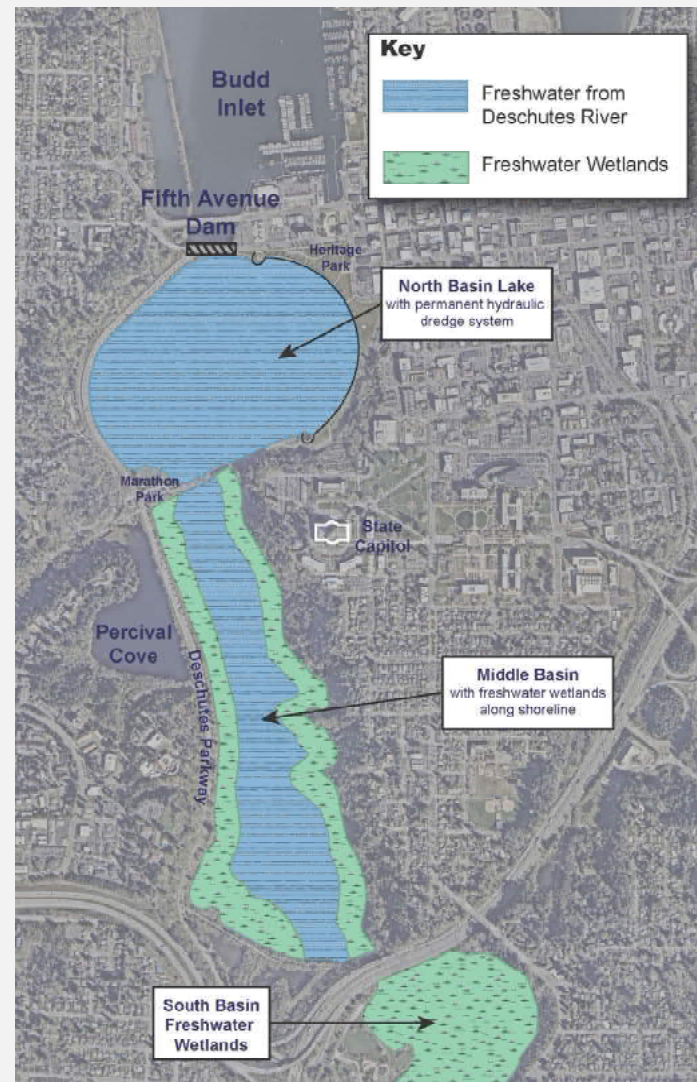 Key
Freshwater from
Deschutes River
Freshwater Wetlands
Budd
Inlet
Fifth Avenue
Dam
Heritage
Park
North Basin Lake
with permanent hydraulic
dredge system
Marathon
Park
State
Capitol
Percival
Cove
Deschutes Parkway
Middle Basin
with freshwater wetlands
along shoreline
South Basin
Freshwater
Wetlands